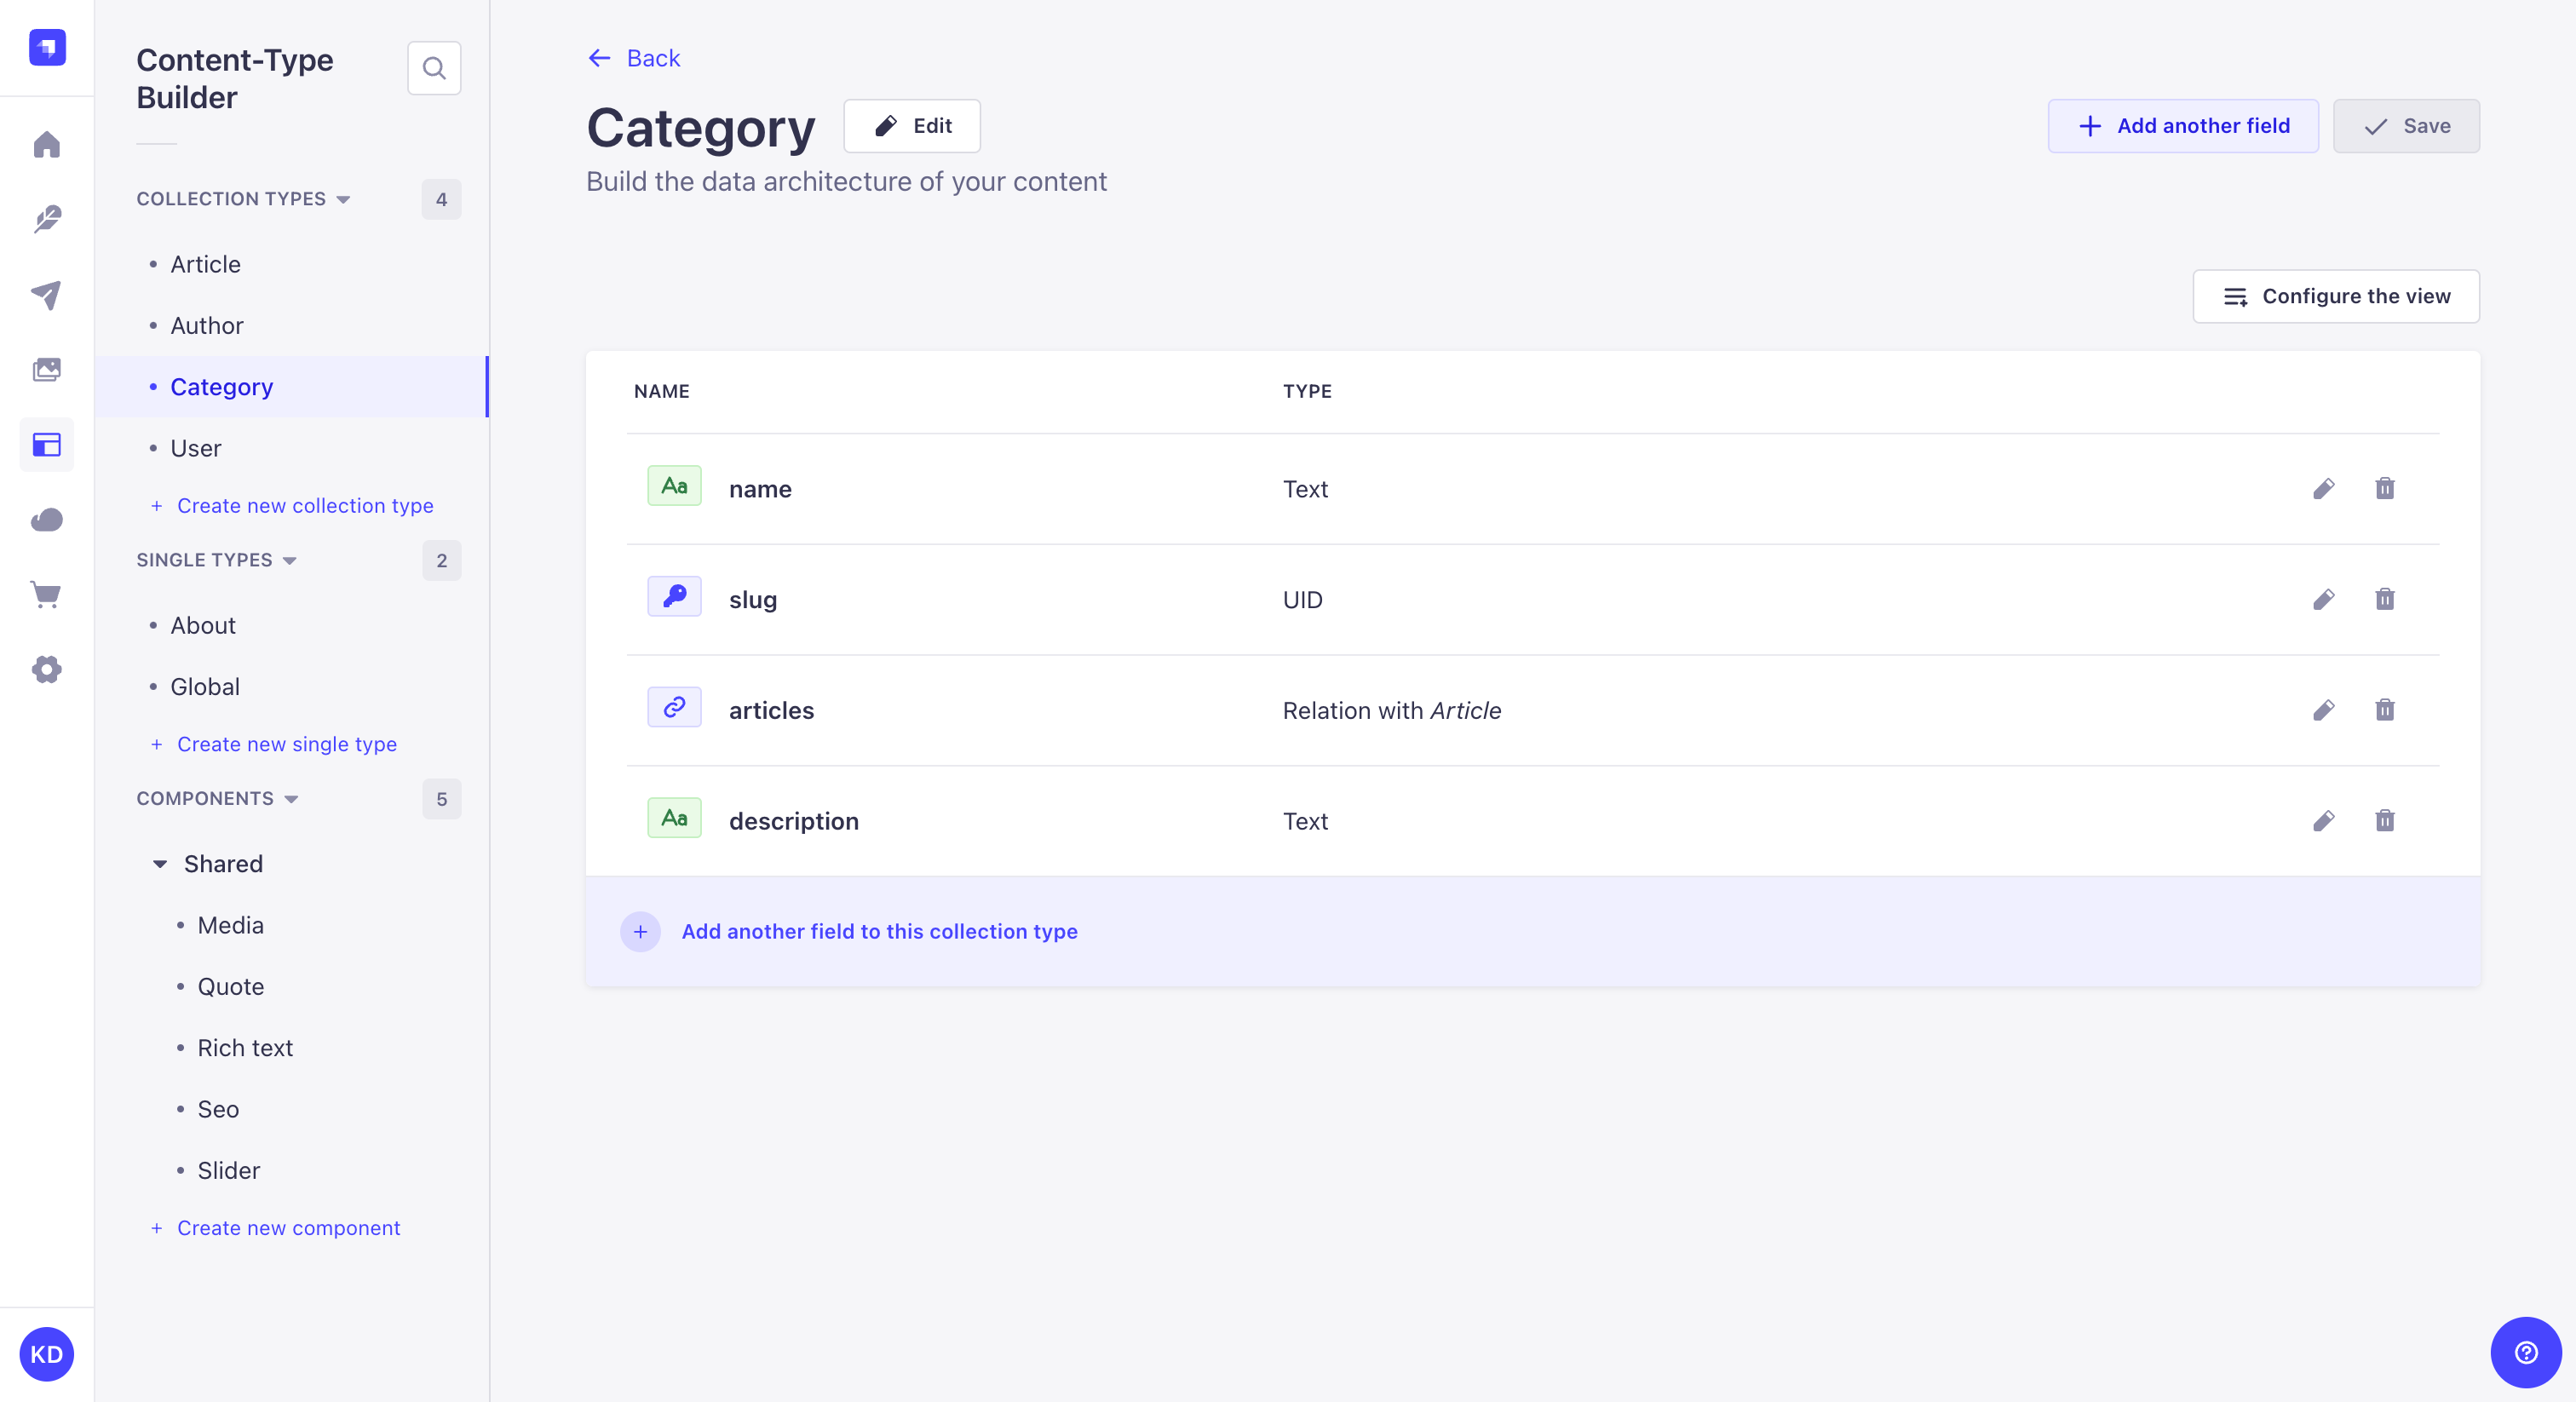 Content-Type
Builder
COLLECTION TYPES 4
Article
Author
Category
User
+ Create new collection type
SINGLE TYPES 2
About
Global
+ Create new single type
COMPONENTS 5
Shared
Media
Quote
Rich text
Seo
Slider
+ Create new component
KD
Back
Category
Edit
Add another field
Save
Build the data architecture of your content
Configure the view
NAME TYPE
Aa name Text
slug UID
articles Relation with Article
Aa description Text
Add another field to this collection type